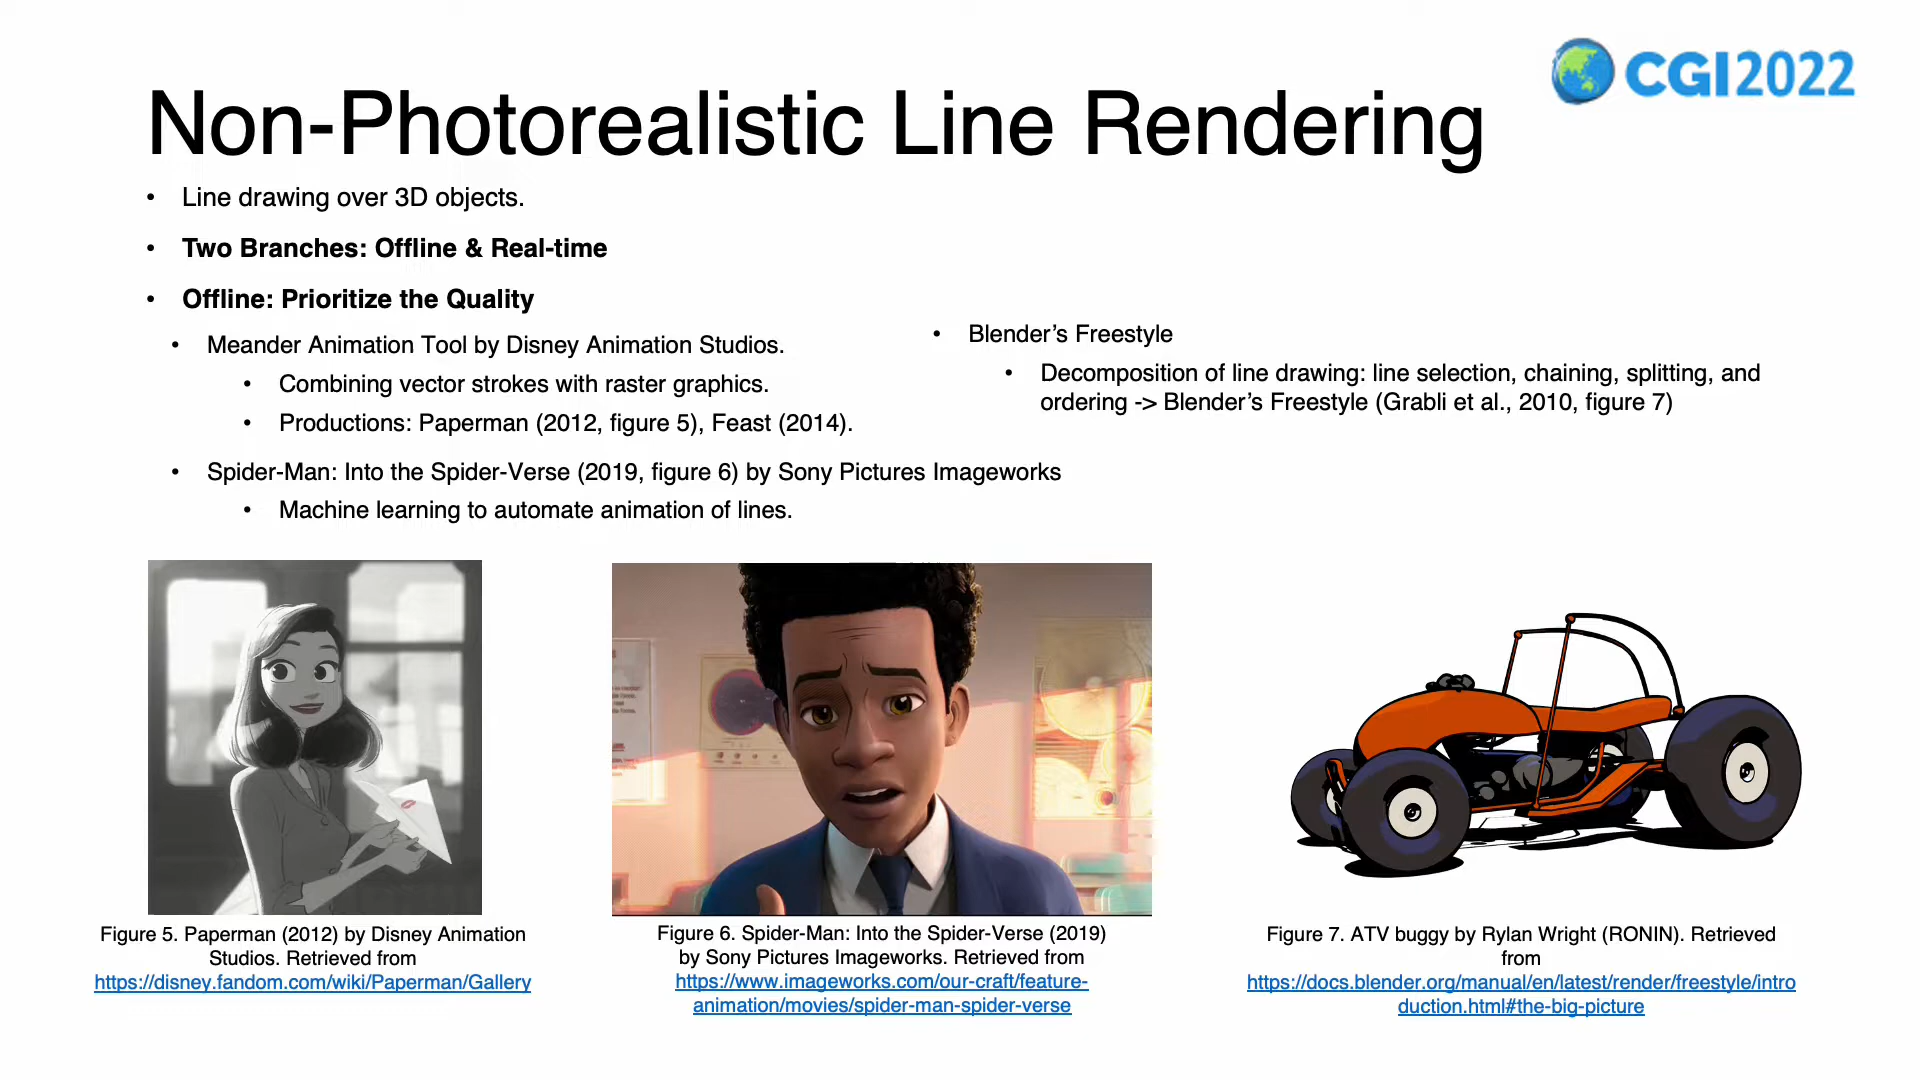 CGI2022
Non-Photorealistic Line Rendering
• Line drawing over 3D objects.
• Two Branches: Offline & Real-time
• Offline: Prioritize the Quality
• Meander Animation Tool by Disney Animation Studios.
• Combining vector strokes with raster graphics.
• Productions: Paperman (2012, figure 5), Feast (2014).
• Spider-Man: Into the Spider-Verse (2019, figure 6) by Sony Pictures Imageworks
• Machine learning to automate animation of lines.
• Blender’s Freestyle
• Decomposition of line drawing: line selection, chaining, splitting, and
ordering -> Blender’s Freestyle (Grabli et al., 2010, figure 7)
Figure 5. Paperman (2012) by Disney Animation
Studios. Retrieved from
https://disney.fandom.com/wiki/Paperman/Gallery
Figure 6. Spider-Man: Into the Spider-Verse (2019)
by Sony Pictures Imageworks. Retrieved from
https://www.imageworks.com/our-craft/feature-
animation/movies/spider-man-spider-verse
Figure 7. ATV buggy by Rylan Wright (RONIN). Retrieved
from
https://docs.blender.org/manual/en/latest/render/freestyle/intro
duction.html#the-big-picture